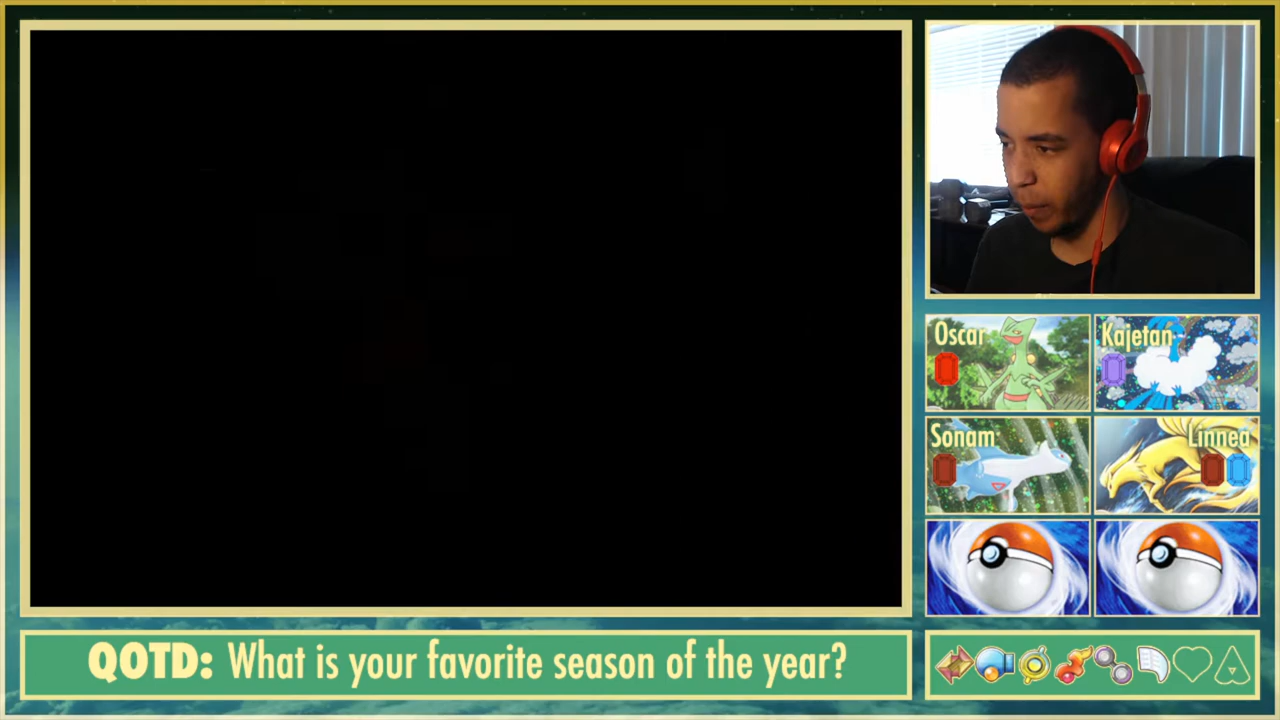 Oscar
Kajetan
Sonam
Linnea
QOTD: What is your favorite season of the year?